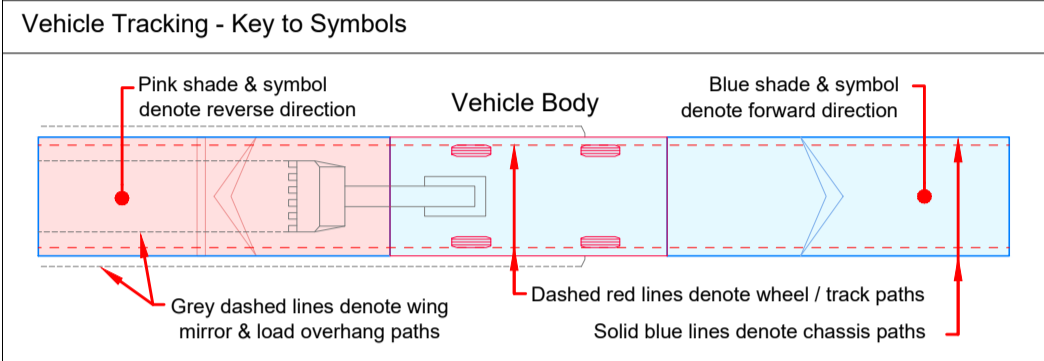 Vehicle Tracking - Key to Symbols
Pink shade & symbol
denote reverse direction
Vehicle Body
Blue shade & symbol
denote forward direction
Grey dashed lines denote wing
mirror & load overhang paths
Dashed red lines denote wheel / track paths
Solid blue lines denote chassis paths